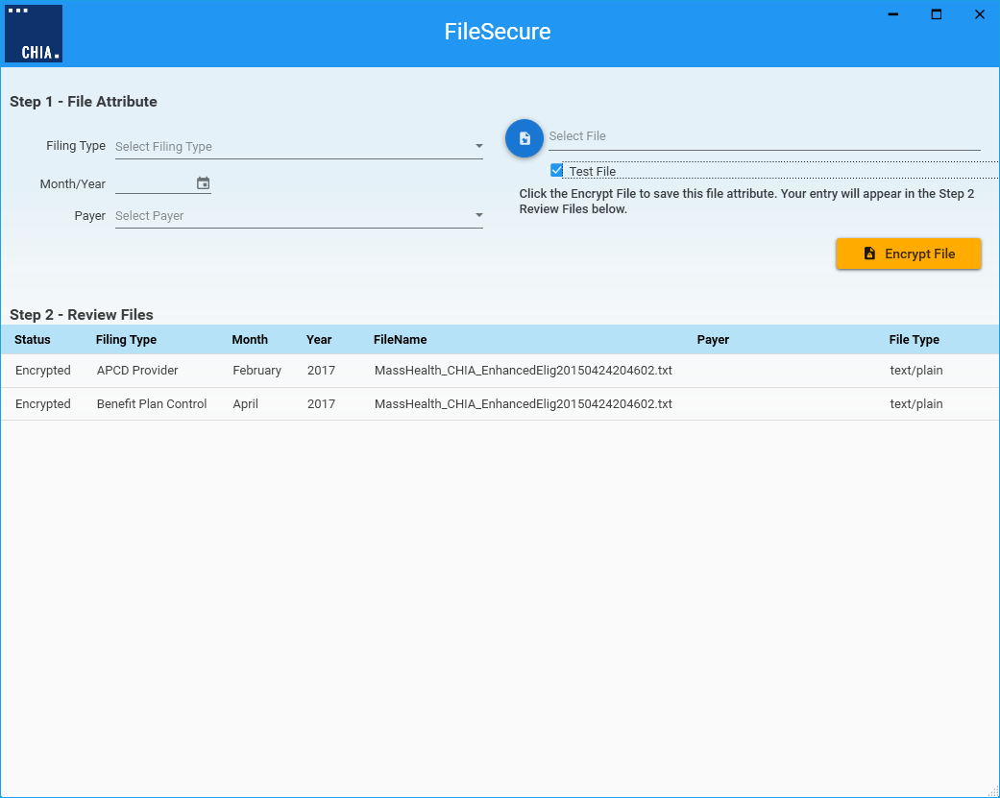 CHIA.
FileSecure
Step 1 - File Attribute
Filing Type Select Filing Type
Month/Year
Payer Select Payer
Select File
Test File
Click the Encrypt File to save this file attribute. Your entry will appear in the Step 2
Review Files below.
Encrypt File
Step 2 - Review Files
Status Filing Type Month Year FileName Payer File Type
Encrypted APCD Provider February 2017 MassHealth_CHIA_EnhancedElig20150424204602.txt text/plain
Encrypted Benefit Plan Control April 2017 MassHealth_CHIA_EnhancedElig20150424204602.txt text/plain